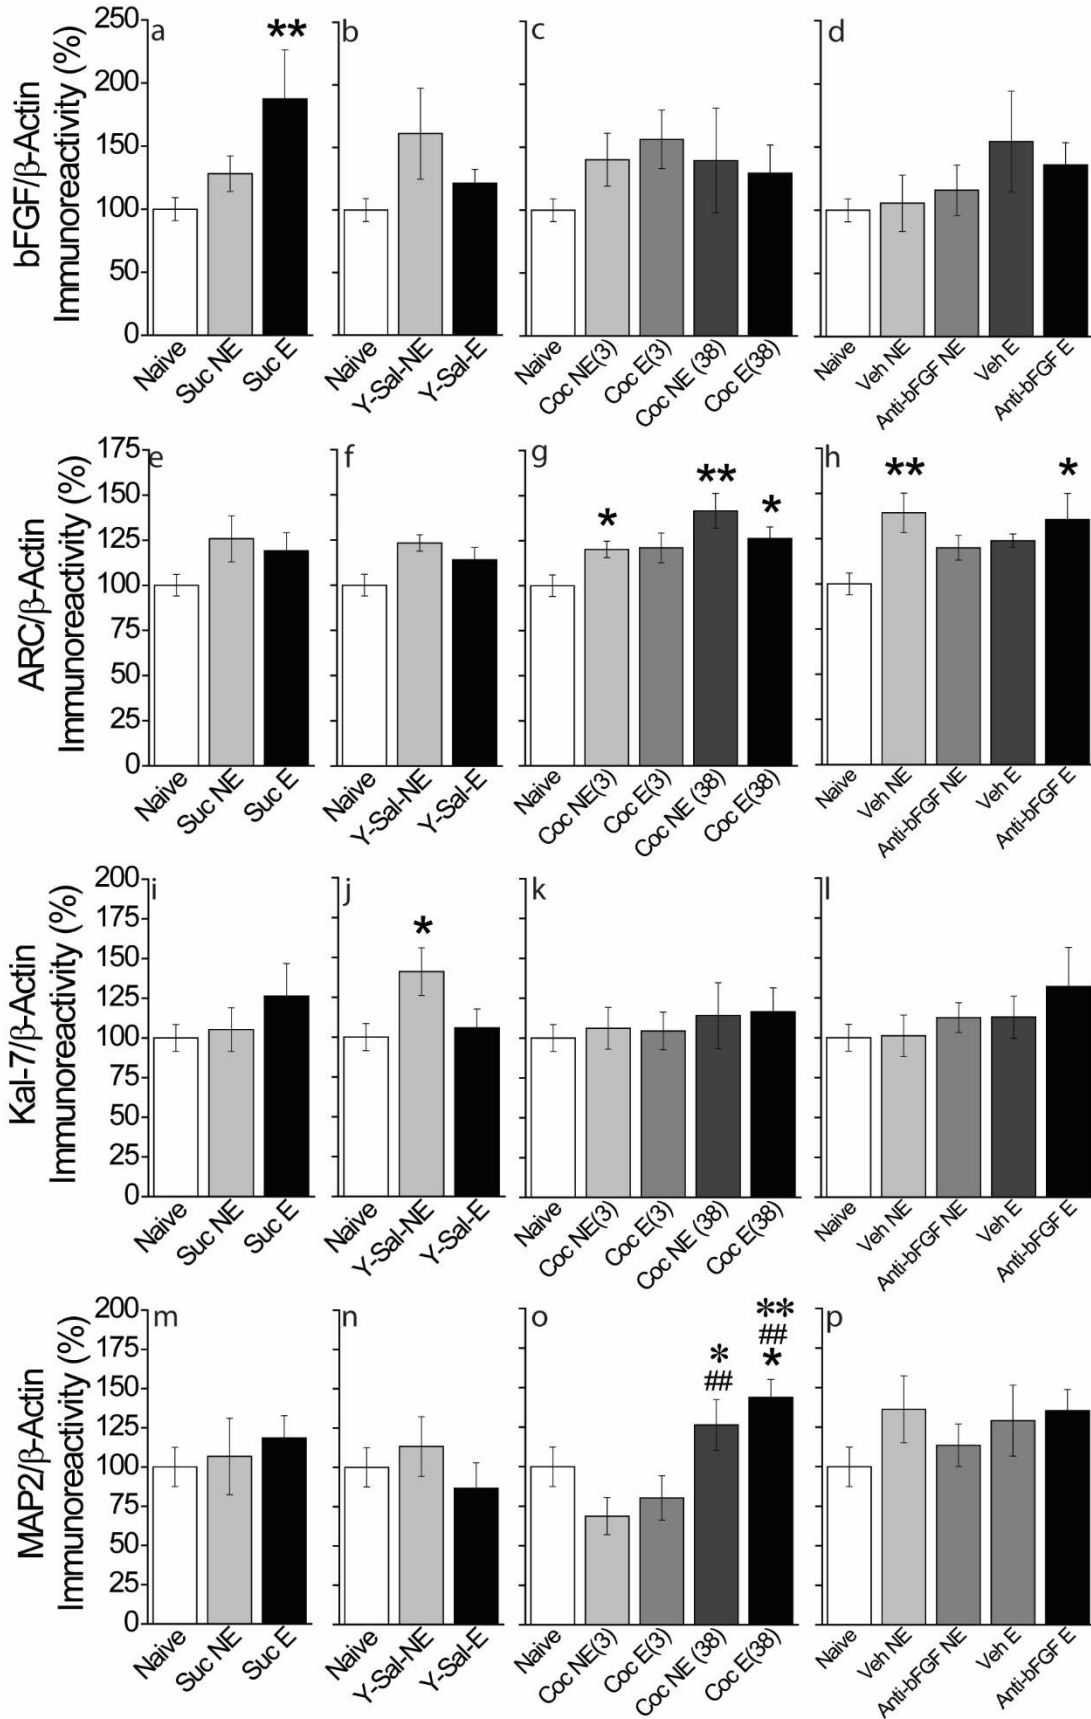 bFGF/β-Actin
Immunoreactivity (%)
250
200
150
100
50
0
a
**
Naive
Suc NE
Suc E
b
Naive
Y-Sal-NE
Y-Sal-E
c
Naive
Coc NE(3)
Coc E(3)
Coc NE (38)
Coc E(38)
d
Naive
Veh NE
Anti-bFGF NE
Veh E
Anti-bFGF E
ARC/β-Actin
Immunoreactivity (%)
175
150
125
100
75
50
25
0
e
Naive
Suc NE
Suc E
f
Naive
Y-Sal-NE
Y-Sal-E
g
*
**
*
Naive
Coc NE(3)
Coc E(3)
Coc NE (38)
Coc E(38)
h
**
*
Naive
Veh NE
Anti-bFGF NE
Veh E
Anti-bFGF E
Kal-7/β-Actin
Immunoreactivity (%)
200
175
150
125
100
75
50
25
0
i
Naive
Suc NE
Suc E
j
*
Naive
Y-Sal-NE
Y-Sal-E
k
Naive
Coc NE(3)
Coc E(3)
Coc NE (38)
Coc E(38)
l
Naive
Veh NE
Anti-bFGF NE
Veh E
Anti-bFGF E
MAP2/β-Actin
Immunoreactivity (%)
200
175
150
125
100
75
50
25
0
m
Naive
Suc NE
Suc E
n
Naive
Y-Sal-NE
Y-Sal-E
o
*
##
**
##
*
Naive
Coc NE(3)
Coc E(3)
Coc NE (38)
Coc E(38)
p
Naive
Veh NE
Anti-bFGF NE
Veh E
Anti-bFGF E